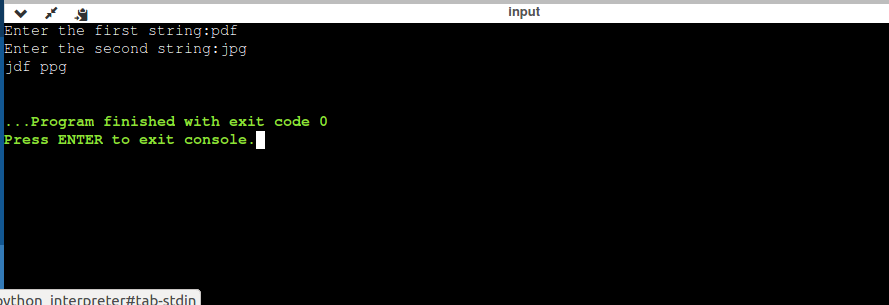 input
Enter the first string:pdf
Enter the second string:jpg
jdf ppg
...Program finished with exit code 0
Press ENTER to exit console.
python_interpreter#tab-stdin